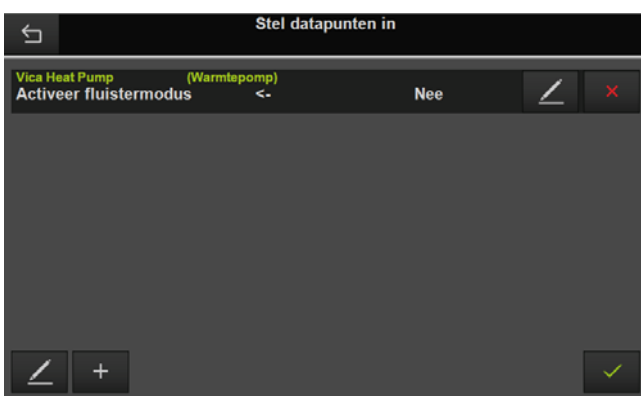 Stel datapunten in
Vica Heat Pump (Warmtepomp)
Activeer fluistermodus <- Nee